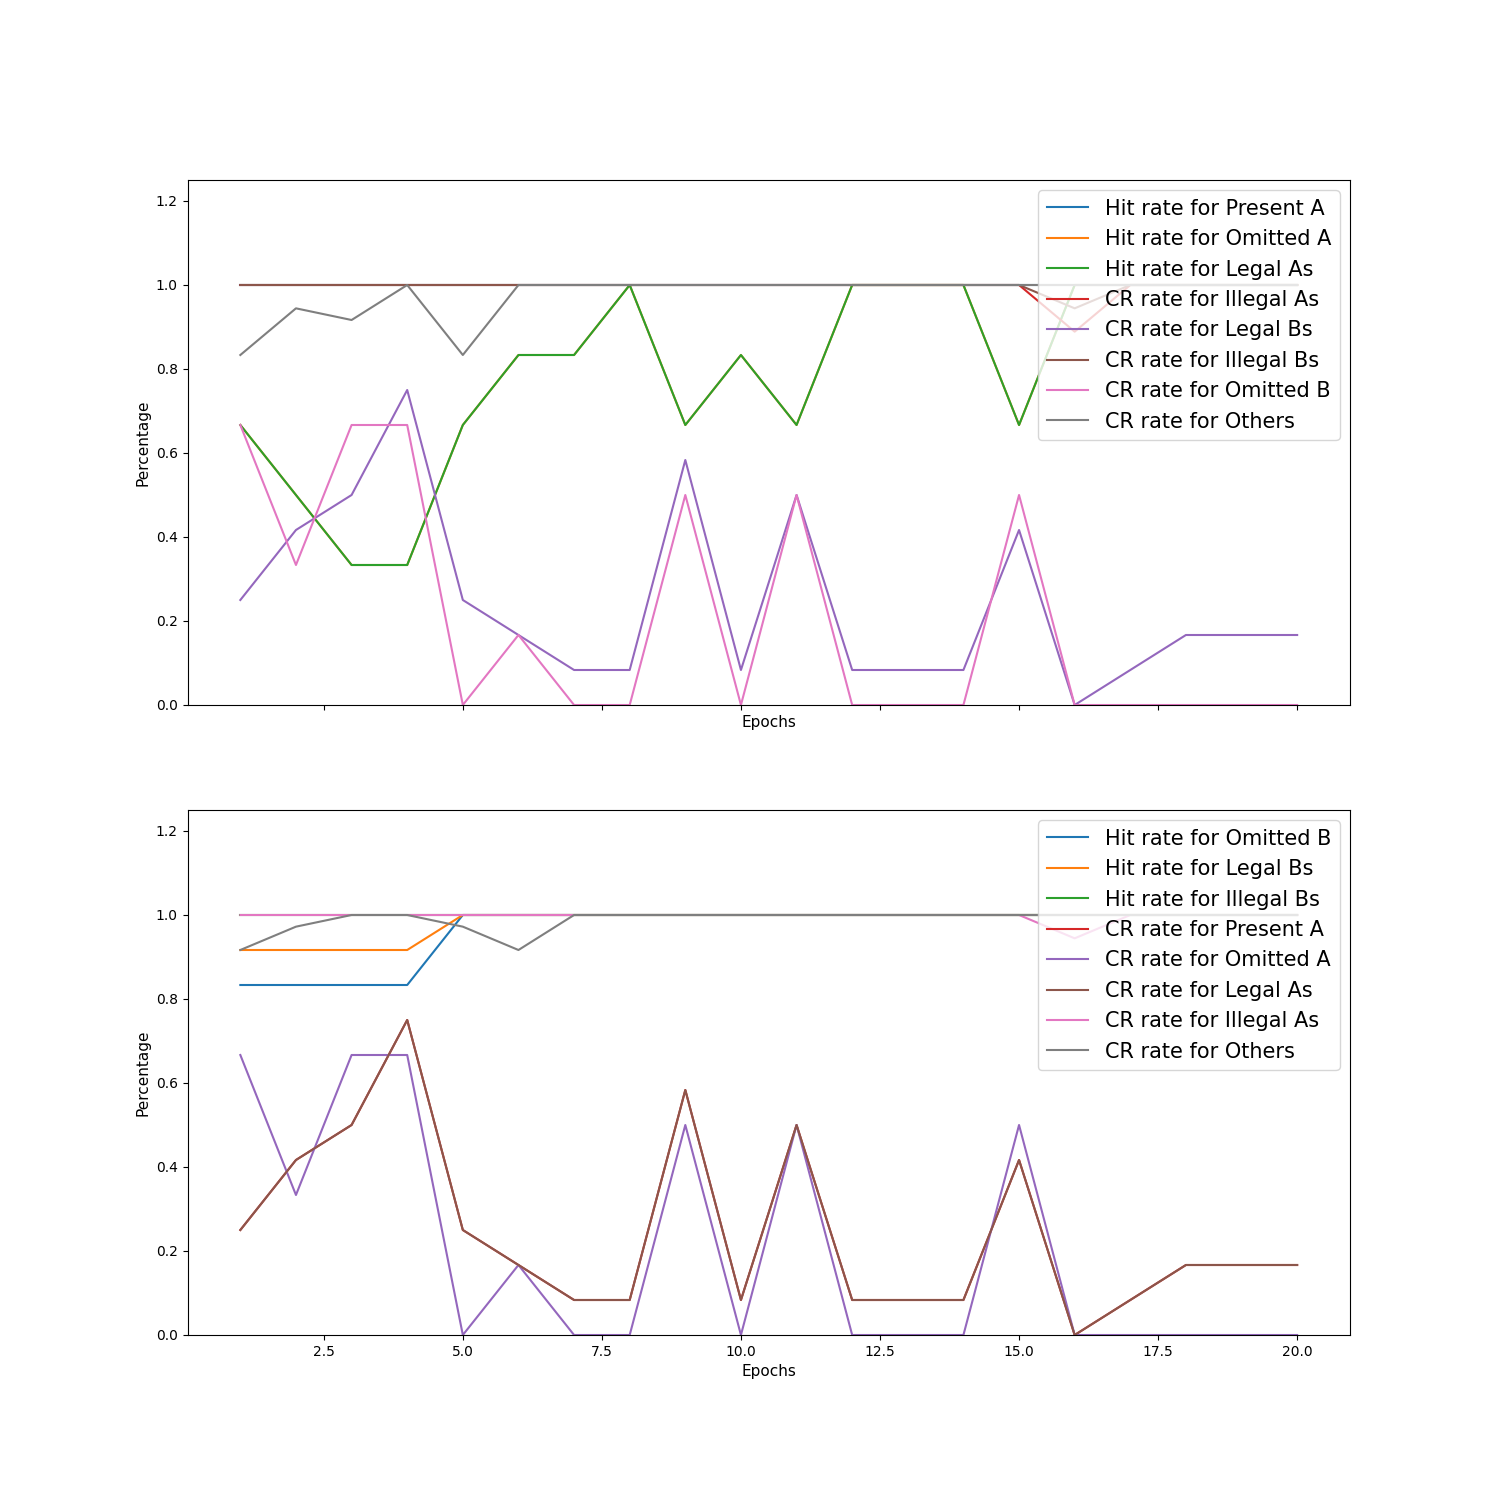 1.2
1.0
0.8
0.6
0.4
0.2
0.0
Percentage
Epochs
Hit rate for Present A
Hit rate for Omitted A
Hit rate for Legal As
CR rate for Illegal As
CR rate for Legal Bs
CR rate for Illegal Bs
CR rate for Omitted B
CR rate for Others
1.2
1.0
0.8
0.6
0.4
0.2
0.0
Percentage
Hit rate for Omitted B
Hit rate for Legal Bs
Hit rate for Illegal Bs
CR rate for Present A
CR rate for Omitted A
CR rate for Legal As
CR rate for Illegal As
CR rate for Others
2.5 5.0 7.5 10.0 12.5 15.0 17.5 20.0
Epochs